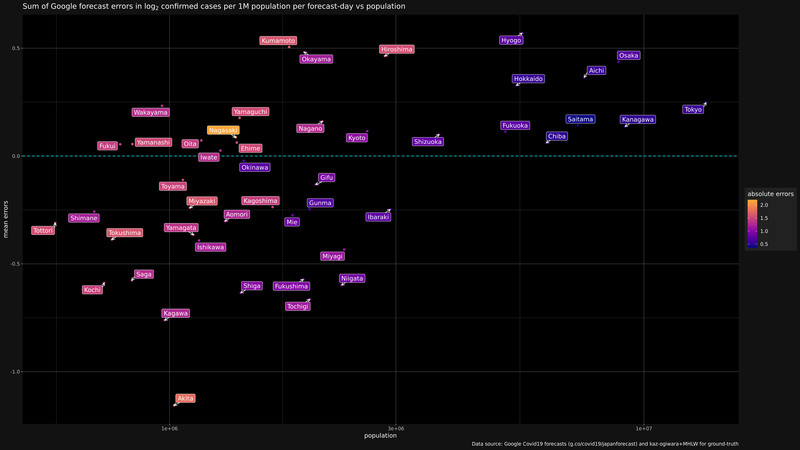 Sum of Google forecast errors in log2 confirmed cases per 1M population per forecast-day vs population
0.5
0.0
-0.5
-1.0
mean errors
Kumamoto
Okayama
Hiroshima
Hyogo
Osaka
Aichi
Hokkaido
Tokyo
Wakayama
Yamaguchi
Nagasaki
Nagano
Kyoto
Shizuoka
Fukuoka
Saitama
Kanagawa
Chiba
Fukui
Yamanashi
Oita
Ehime
Iwate
Okinawa
Toyama
Gifu
Miyazaki
Kagoshima
Gunma
Aomori
Ibaraki
Shimane
Mie
Tottori
Tokushima
Yamagata
Ishikawa
Miyagi
Saga
Kochi
Shiga
Fukushima
Niigata
Tochigi
Kagawa
Akita
absolute errors
2.0
1.5
1.0
0.5
1e+06
3e+06
1e+07
population
Data source: Google Covid19 forecasts (g.co/covid19/japanforecast) and kaz-ogiwara+MHLW for ground-truth